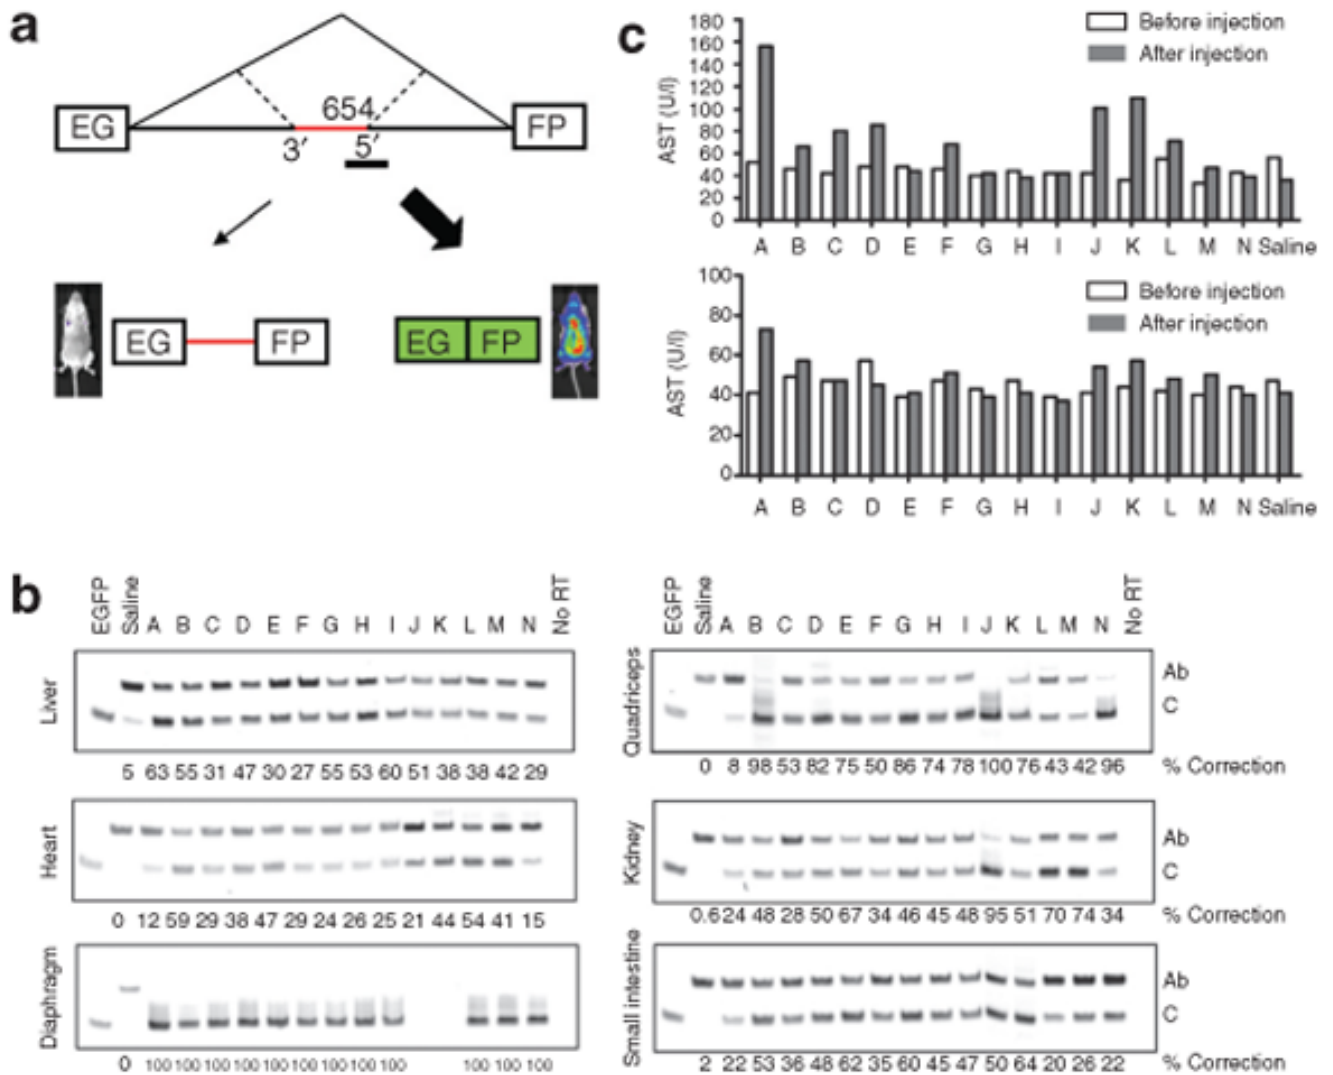 a
EG
654
FP
3′
5′
EG
FP
EG
FP
c
AST (U/l)
180
160
140
120
100
80
60
40
20
0
Before injection
After injection
A B C D E F G H I J K L M N Saline
AST (U/l)
100
80
60
40
20
0
Before injection
After injection
A B C D E F G H I J K L M N Saline
b
EGFP Saline A B C D E F G H I J K L M N No RT
Liver
5 63 55 31 47 30 27 55 53 60 51 38 38 42 29
Heart
0 12 59 29 38 47 29 24 26 25 21 44 54 41 15
Diaphragm
0 100 100 100 100 100 100 100 100 100 100 100 100
EGFP Saline A B C D E F G H I J K L M N No RT
Quadriceps
Ab
C
0 8 98 53 82 75 50 86 74 78 100 76 43 42 96 % Correction
Kidney
Ab
C
0.6 24 48 28 50 67 34 46 45 48 95 51 70 74 34 % Correction
Small intestine
Ab
C
2 22 53 36 48 62 35 60 45 47 50 64 20 26 22 % Correction